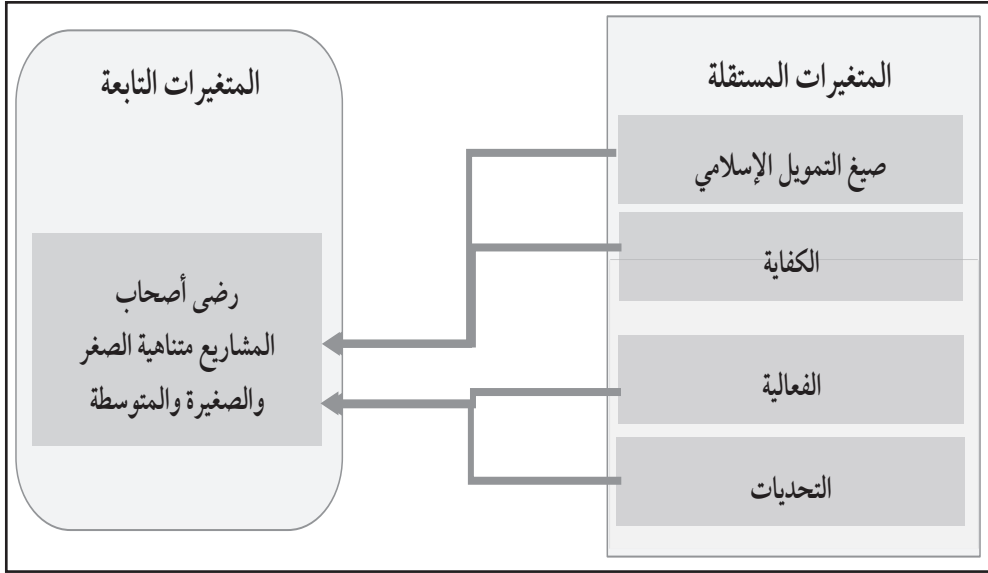 المتغيرات المستقلة
صيغ التمويل الإسلامي
الكفاية
الفعالية
التحديات
المتغيرات التابعة
رضى أصحاب
المشاريع متناهية الصغر
والصغيرة والمتوسطة